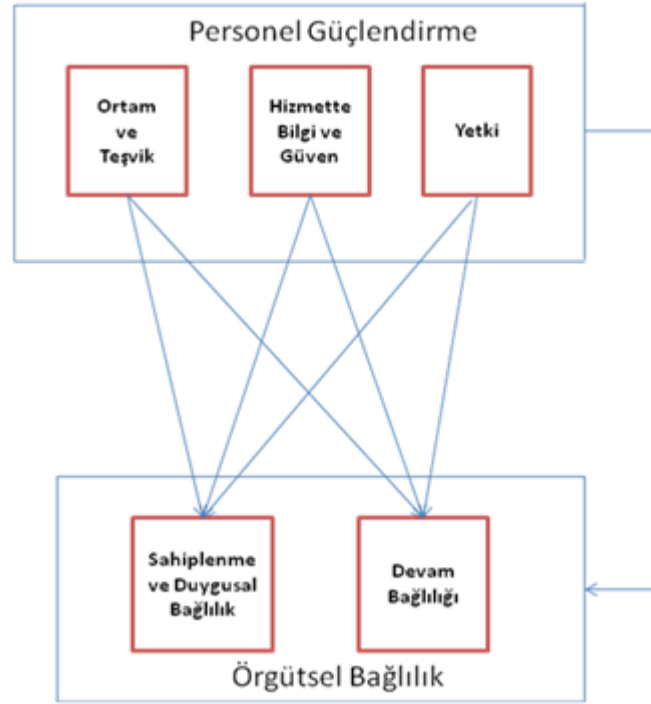 Personel Güçlendirme
Ortam
ve
Teşvik
Hizmette
Bilgi ve
Güven
Yetki
Sahiplenme
ve Duygusal
Bağlılık
Devam
Bağlılığı
Örgütsel Bağlılık